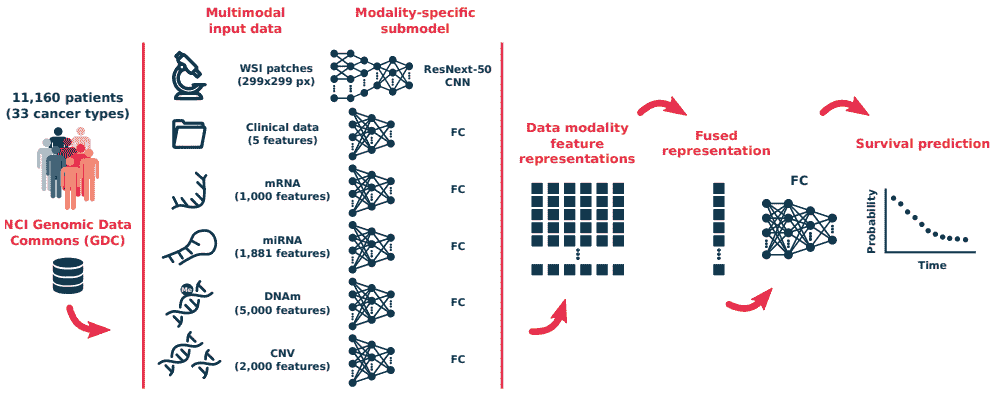 11,160 patients
(33 cancer types)
NCI Genomic Data
Commons (GDC)
Multimodal
input data
Modality-specific
submodel
WSI patches
(299x299 px)
ResNext-50
CNN
Clinical data
(5 features)
FC
mRNA
(1,000 features)
FC
miRNA
(1,881 features)
FC
Me
DNAm
(5,000 features)
FC
CNV
(2,000 features)
FC
Data modality
feature
representations
Fused
representation
FC
Survival prediction
Probability
Time